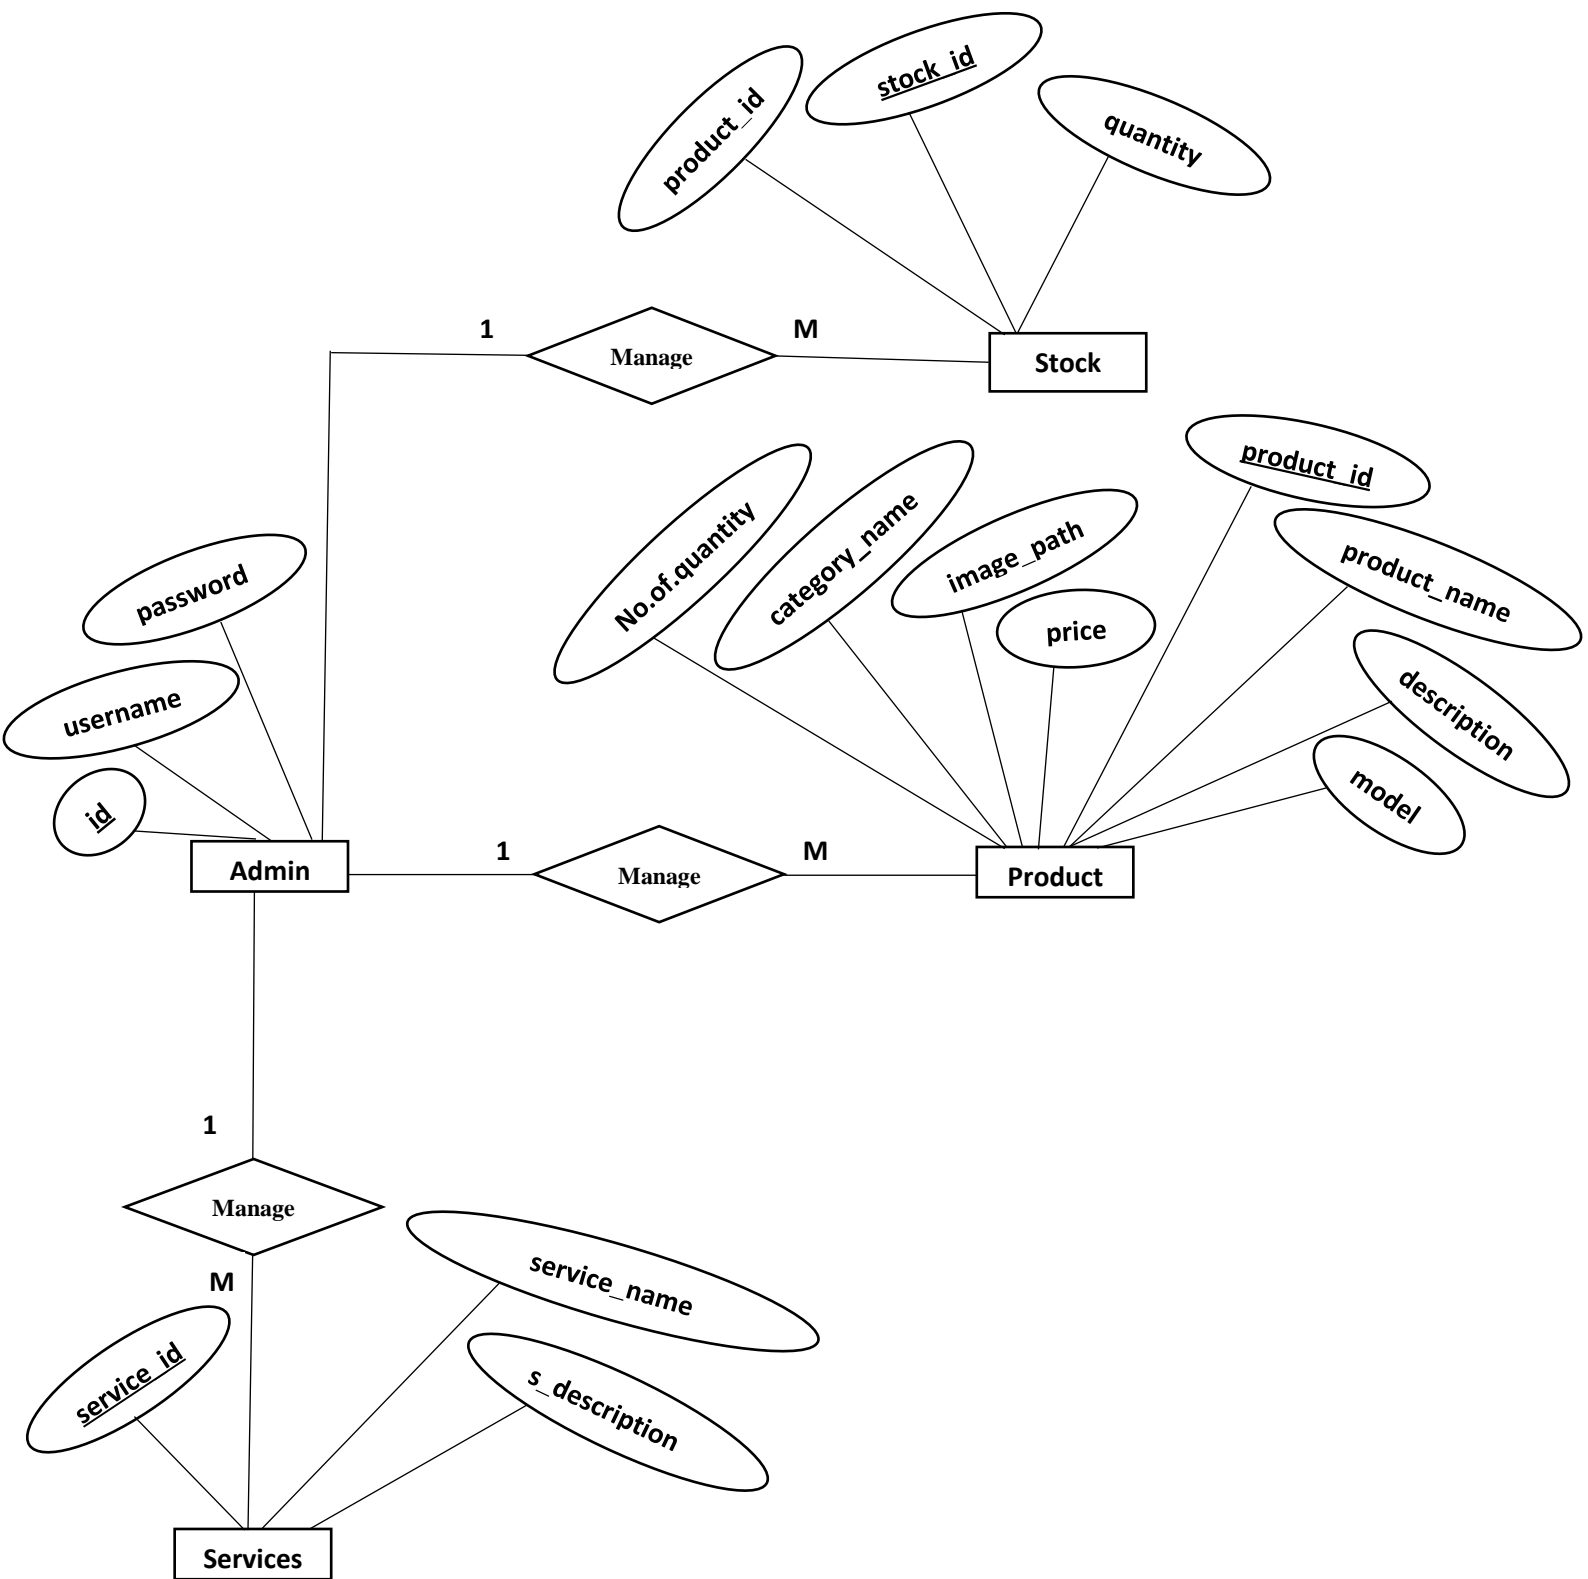 stock_id
product_id
quantity
1
M
Manage
Stock
product_id
No.of.quantity
category_name
image_path
product_name
price
password
description
username
model
id
1
M
Admin
Manage
Product
1
Manage
M
service_name
service_id
s_description
Services